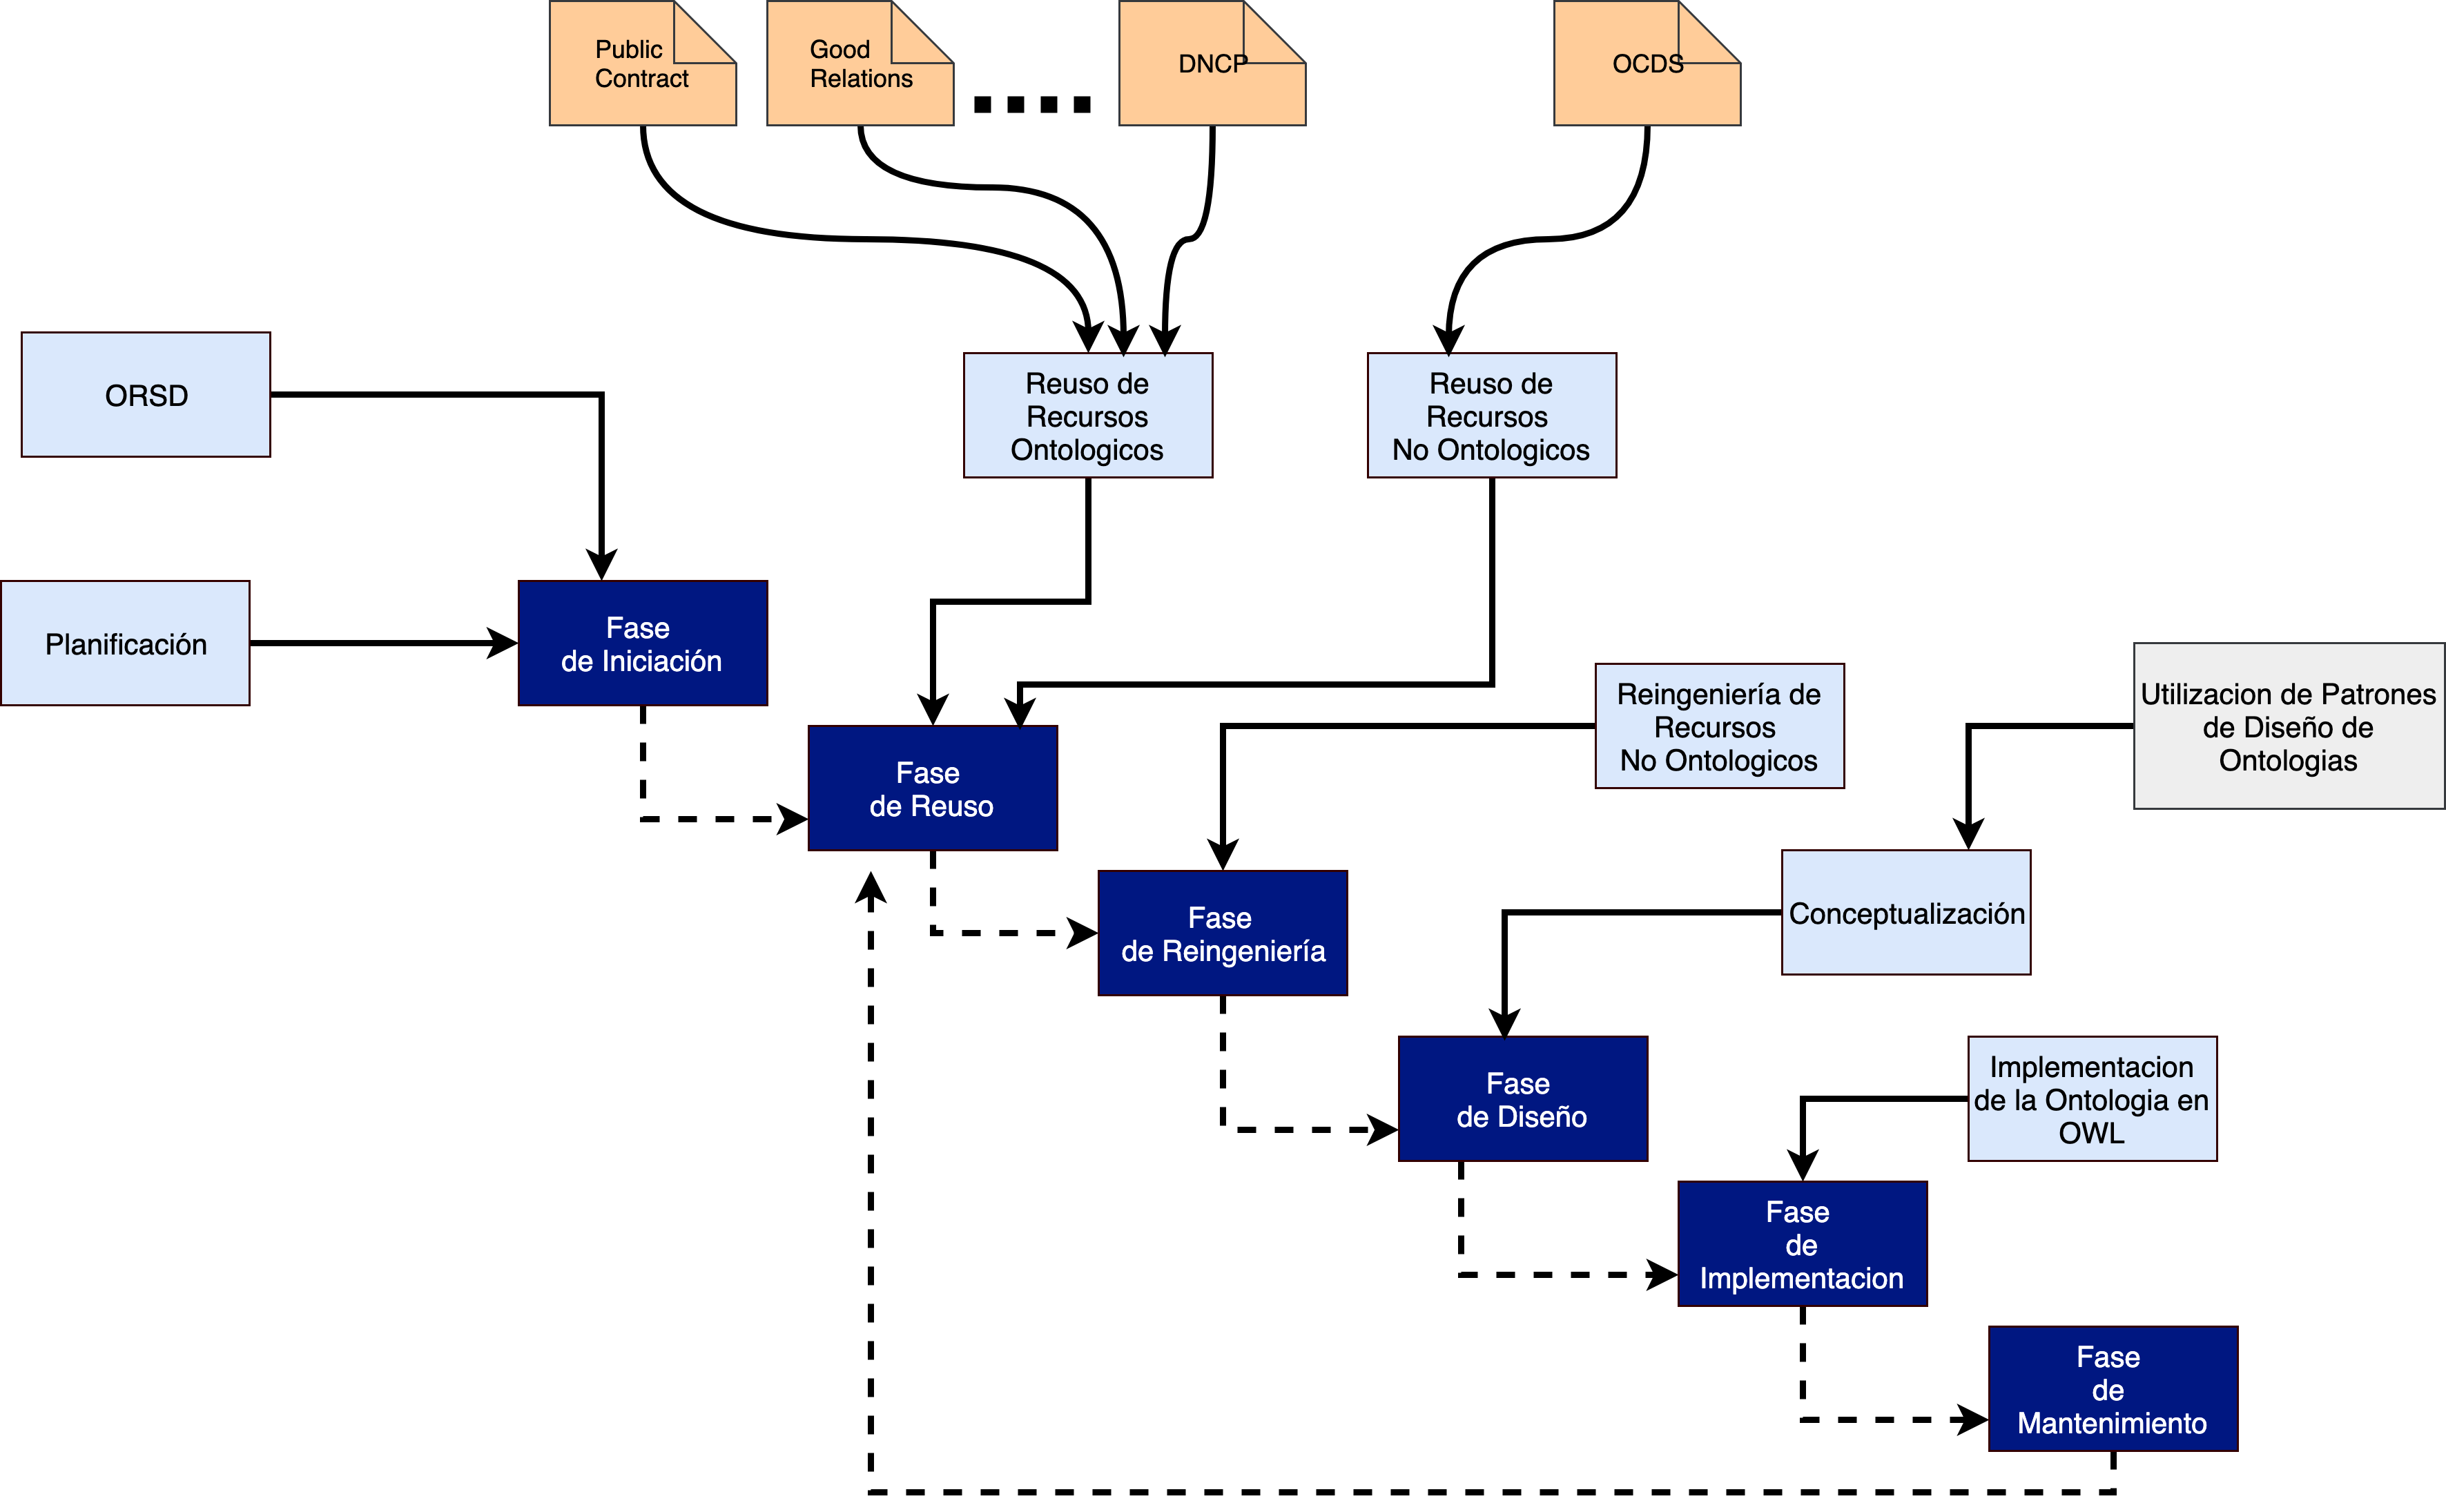 Public
Contract
Good
Relations
DNCP
OCDS
ORSD
Reuso de
Recursos
Ontologicos
Reuso de
Recursos
No Ontologicos
Planificación
Fase
de Iniciación
Reingeniería de
Recursos
No Ontologicos
Utilizacion de Patrones
de Diseño de
Ontologias
Fase
de Reuso
Conceptualización
Fase
de Reingeniería
Fase
de Diseño
Implementacion
de la Ontologia en
OWL
Fase
de
Implementacion
Fase
de
Mantenimiento